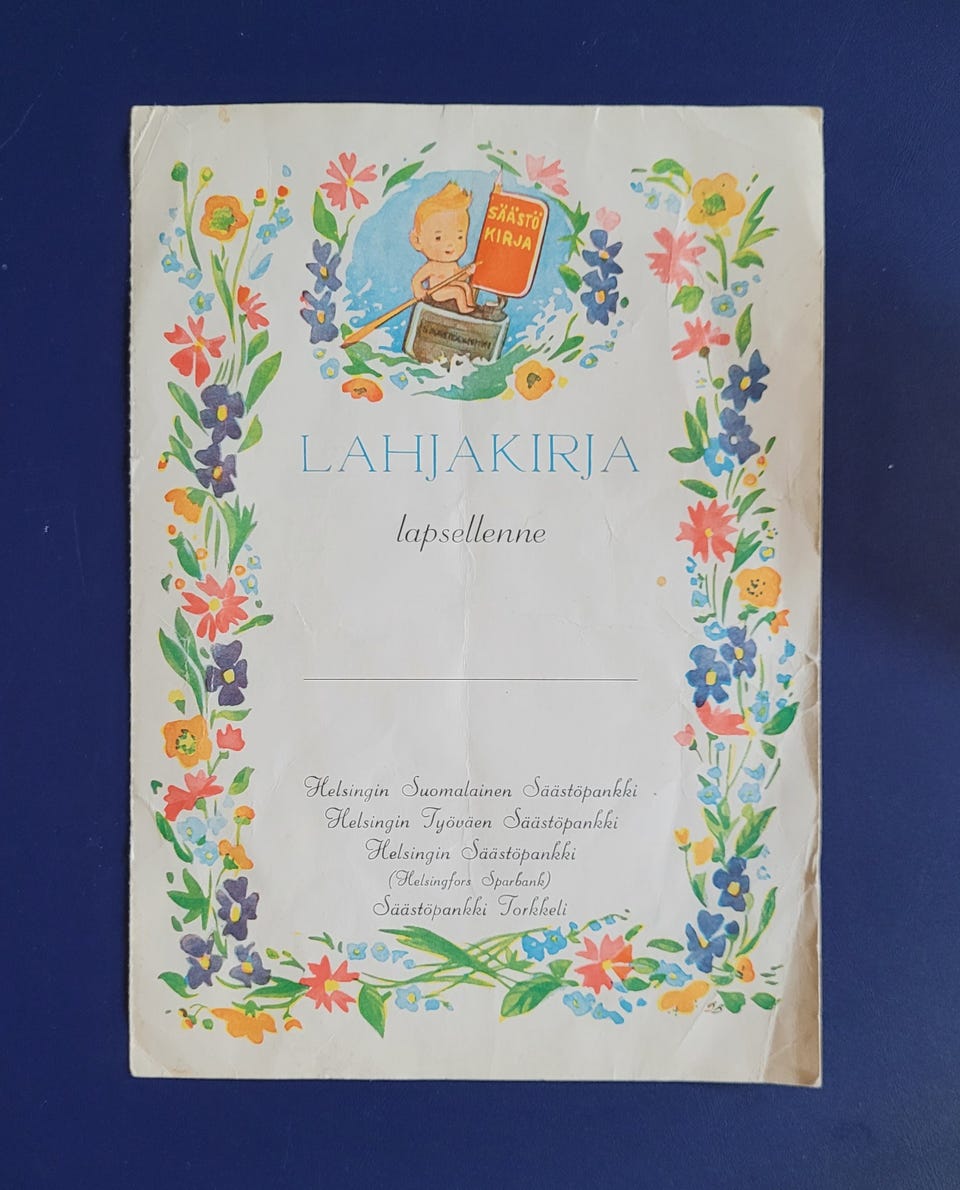 SÄÄSTÖ
KIRJA
LAHJAKIRJA
lapsellenne
Helsingin Suomalainen Säästöpankki
Helsingin Työväen Säästöpankki
Helsingin Säästöpankki
(Helsingfors Sparbank)
Säästöpankki Torkkeli